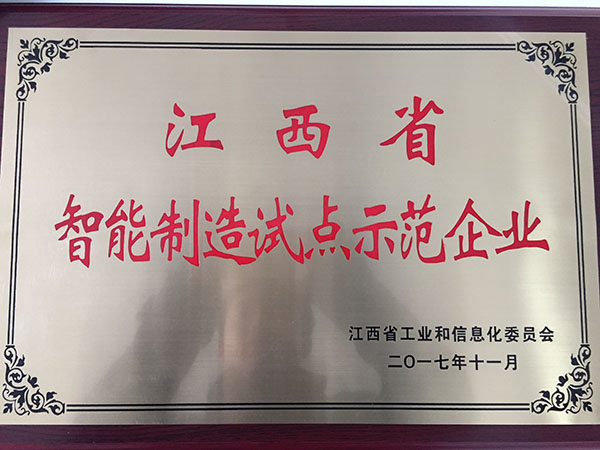 江西省
智能制造试点示范企业
江西省工业和信息化委员会
二〇一七年十一月